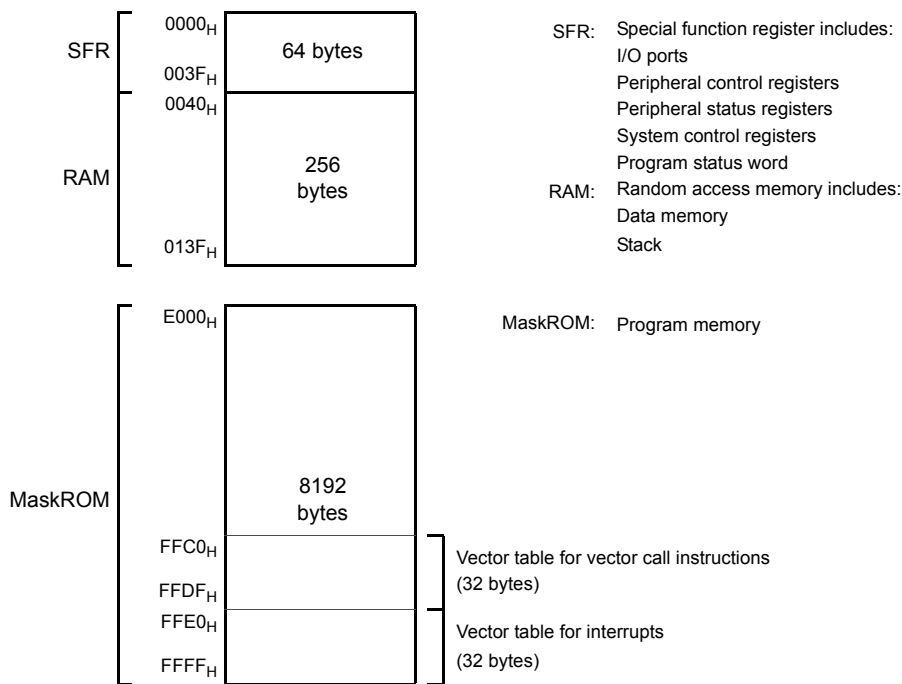 SFR
0000H
003FH
64 bytes
RAM
0040H
013FH
256
bytes
SFR: Special function register includes:
I/O ports
Peripheral control registers
Peripheral status registers
System control registers
Program status word
RAM: Random access memory includes:
Data memory
Stack
MaskROM
E000H
8192
bytes
FFC0H
FFDFH
FFE0H
FFFFH
MaskROM: Program memory
Vector table for vector call instructions
(32 bytes)
Vector table for interrupts
(32 bytes)